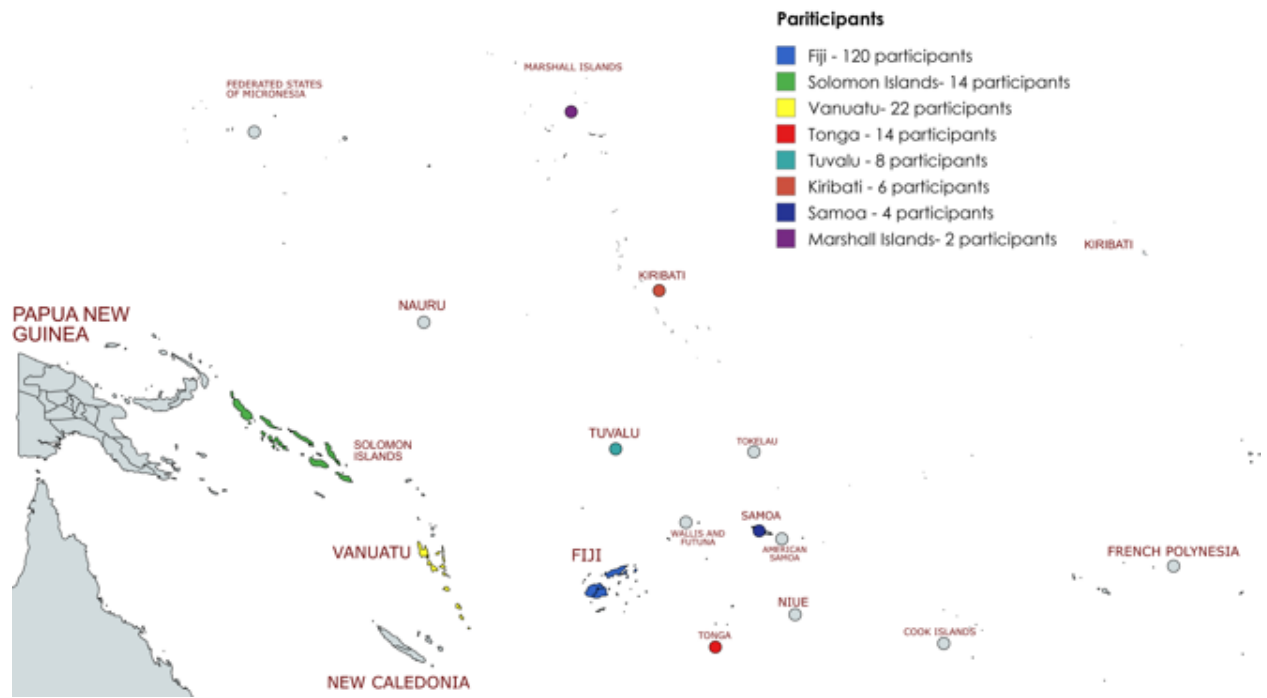 Pariticipants
Fiji - 120 participants
Solomon Islands- 14 participants
Vanuatu- 22 participants
Tonga - 14 participants
Tuvalu - 8 participants
Kiribati - 6 participants
Samoa - 4 participants
Marshall Islands- 2 participants
MARSHALL ISLANDS
FEDERATED STATES
OF MICRONESIA
KIRIBATI
KIRIBATI
NAURU
PAPUA NEW
GUINEA
TUVALU
TOKELAU
SOLOMON
ISLANDS
SAMOA
WALLIS AND
FUTUNA
AMERICAN
SAMOA
VANUATU
FIJI
FRENCH POLYNESIA
NIUE
TONGA
COOK ISLANDS
NEW CALEDONIA